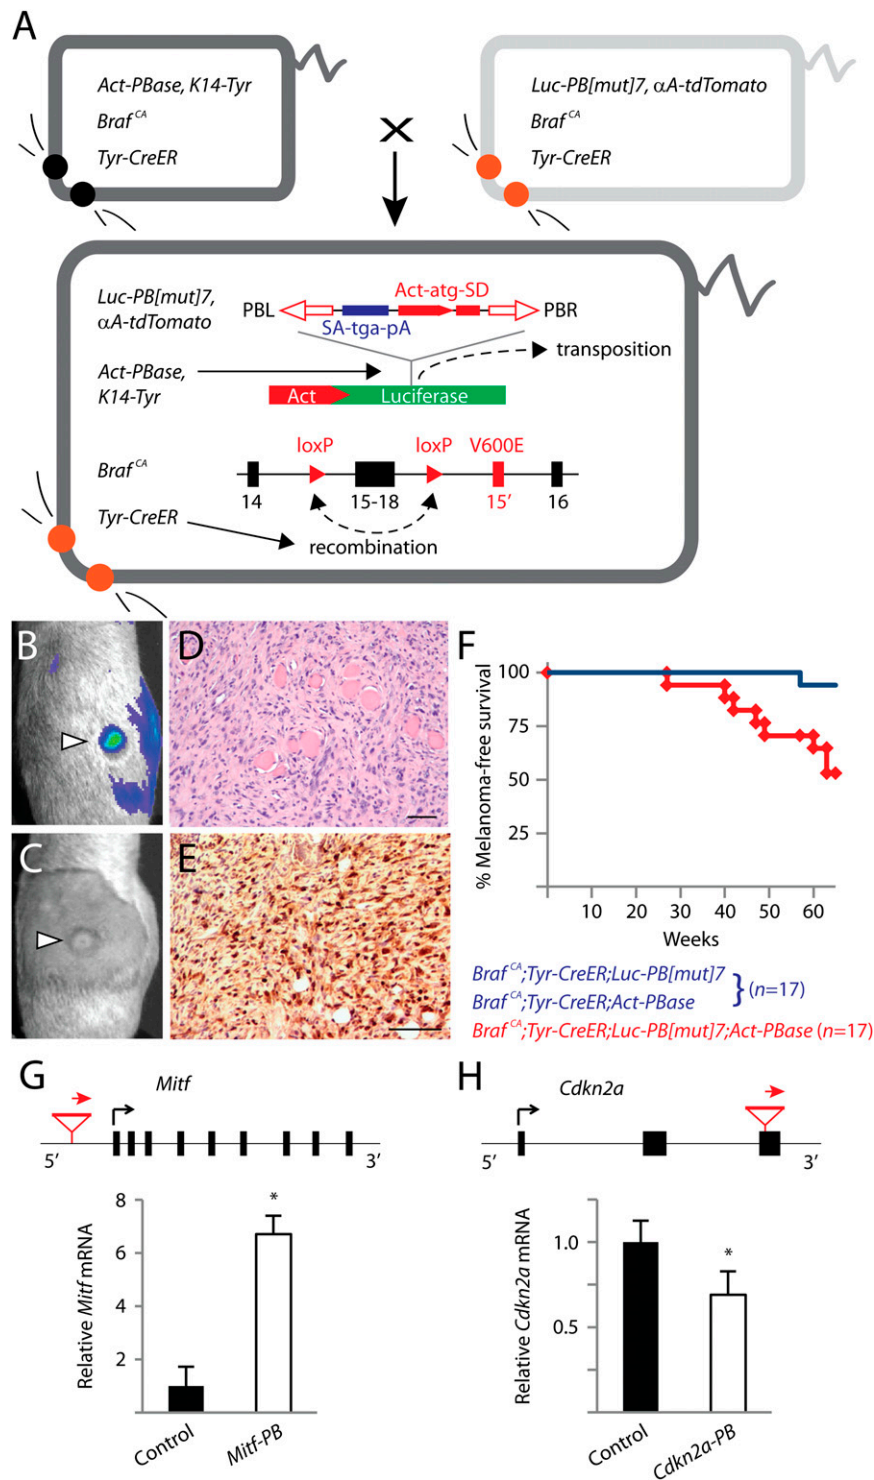 A
Act-PBase, K14-Tyr
Braf CA
Tyr-CreER
X
Luc-PB[mut]7, αA-tdTomato
Braf CA
Tyr-CreER
Luc-PB[mut]7,
αA-tdTomato
PBL
Act-atg-SD
PBR
SA-tga-pA
transposition
Act-PBase,
K14-Tyr
Act
Luciferase
Braf CA
loxP
loxP
V600E
14
15-18
15′
16
Tyr-CreER
recombination
B
C
D
E
F
% Melanoma-free survival
100
75
50
25
10
20
30
40
50
60
Weeks
Braf CA;Tyr-CreER;Luc-PB[mut]7
Braf CA;Tyr-CreER;Act-PBase
} (n=17)
Braf CA;Tyr-CreER;Luc-PB[mut]7;Act-PBase (n=17)
G
Mitf
5′
3′
Relative Mitf mRNA
8
6
4
2
*
Control
Mitf-PB
H
Cdkn2a
5′
3′
Relative Cdkn2a mRNA
1.0
0.5
*
Control
Cdkn2a-PB